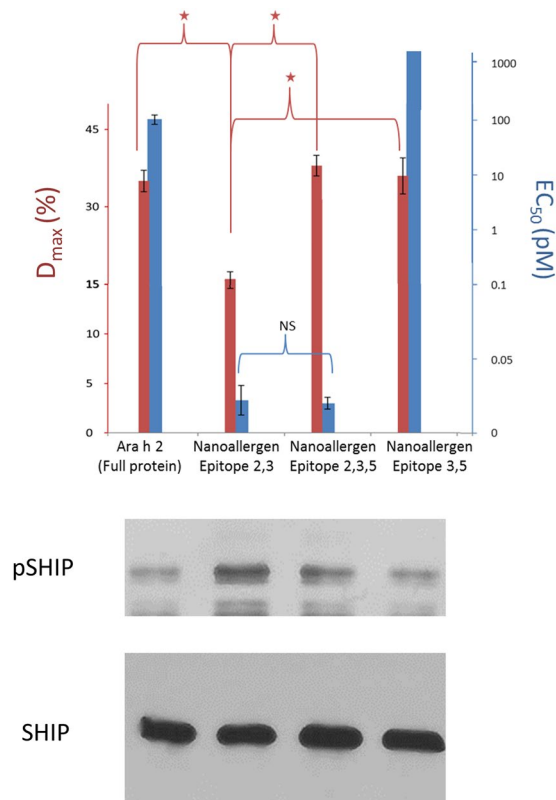 D_max (%)
45
30
15
10
5
0
EC_50 (pM)
1000
100
10
1
0.1
0.05
0
NS
Ara h 2
(Full protein)
Nanoallergen
Epitope 2,3
Nanoallergen
Epitope 2,3,5
Nanoallergen
Epitope 3,5
pSHIP
SHIP